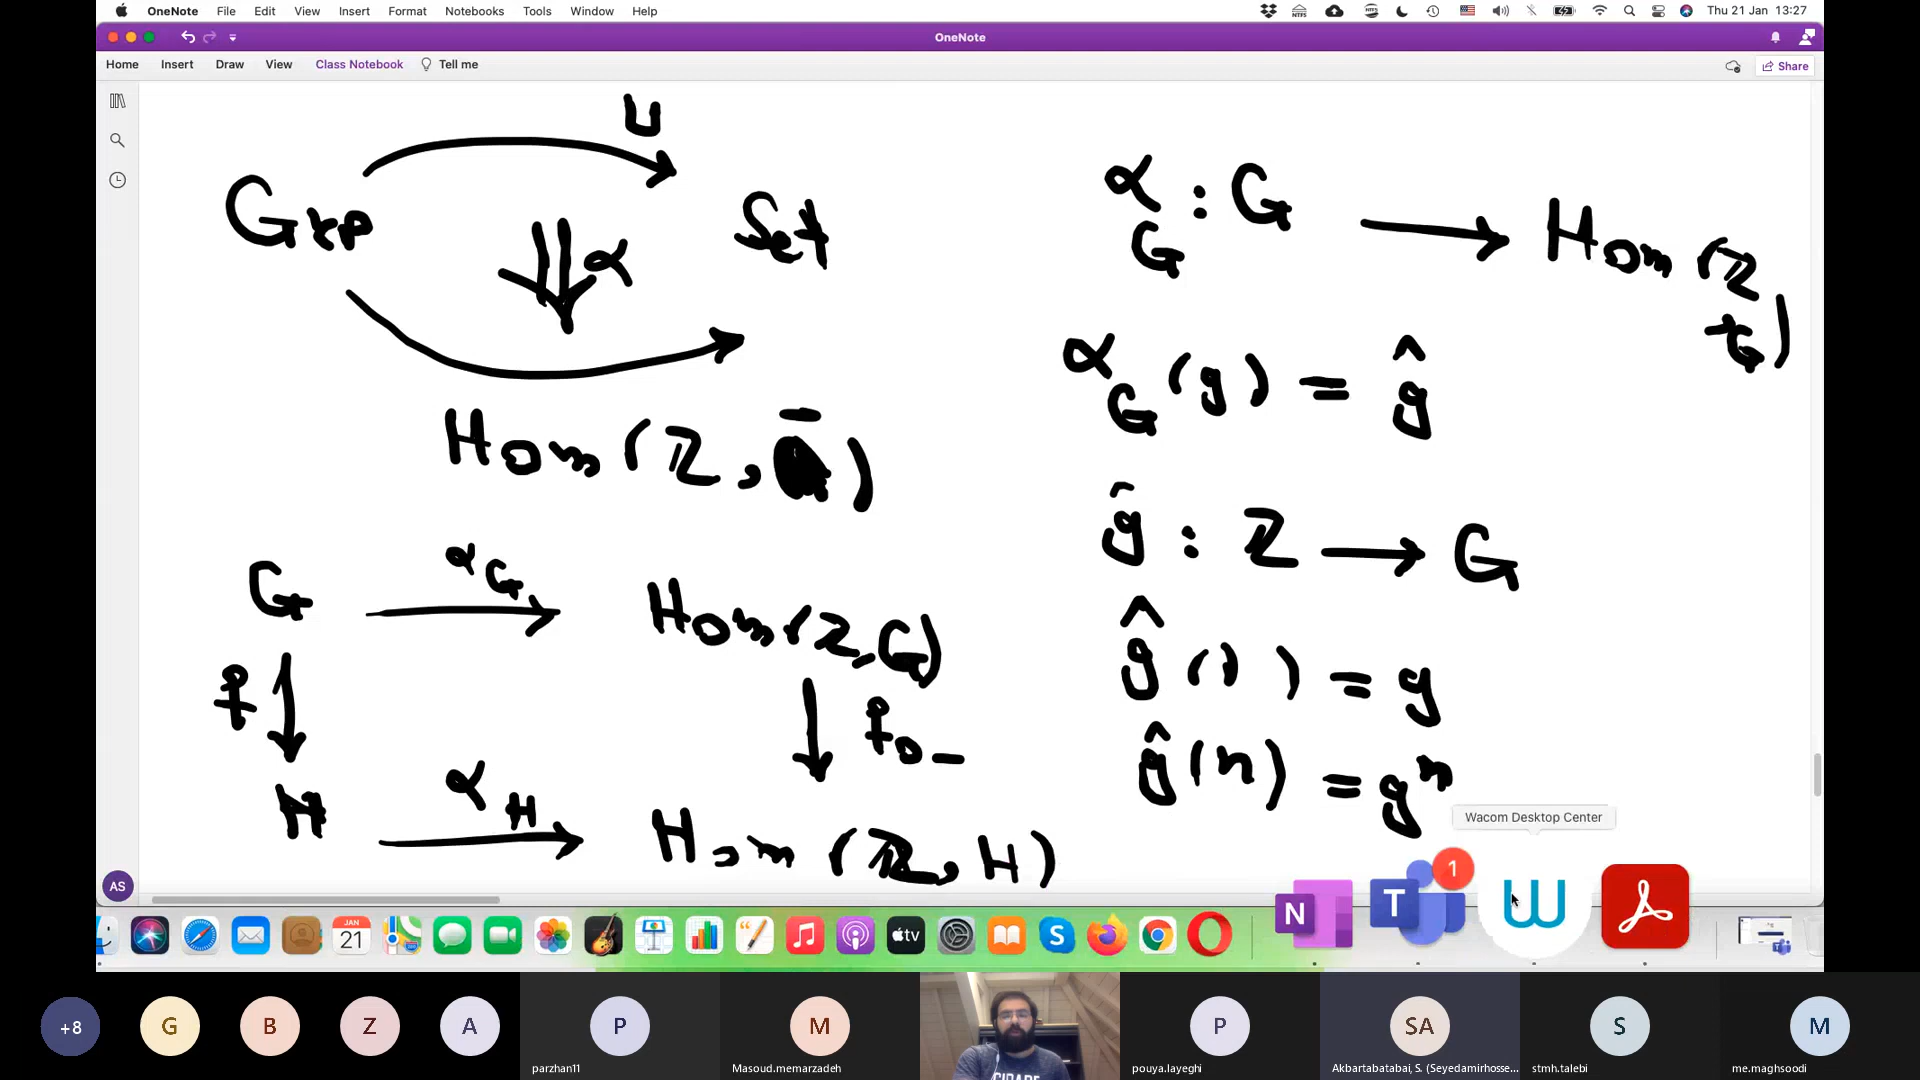 OneNote File Edit View Insert Format Notebooks Tools Window Help
Thu 21 Jan 13:27
OneNote
Home Insert Draw View Class Notebook Tell me
Share
U
Grp Set
α
Hom(ℤ, -)
G α_G Hom(ℤ, G)
f f∘-
H α_H Hom(ℤ, H)
α_G : G → Hom(ℤ, G)
α_G(g) = ĝ
ĝ : ℤ → G
ĝ(1) = g
ĝ(n) = gⁿ
Wacom Desktop Center
AS
JAN
21
tv
N
T
1
+8
G
B
Z
A
P
parzhan11
M
Masoud.memarzadeh
P
pouya.layeghi
SA
Akbartabatabai, S. (Seyedamirhosse...
S
stmh.talebi
M
me.maghsoodi